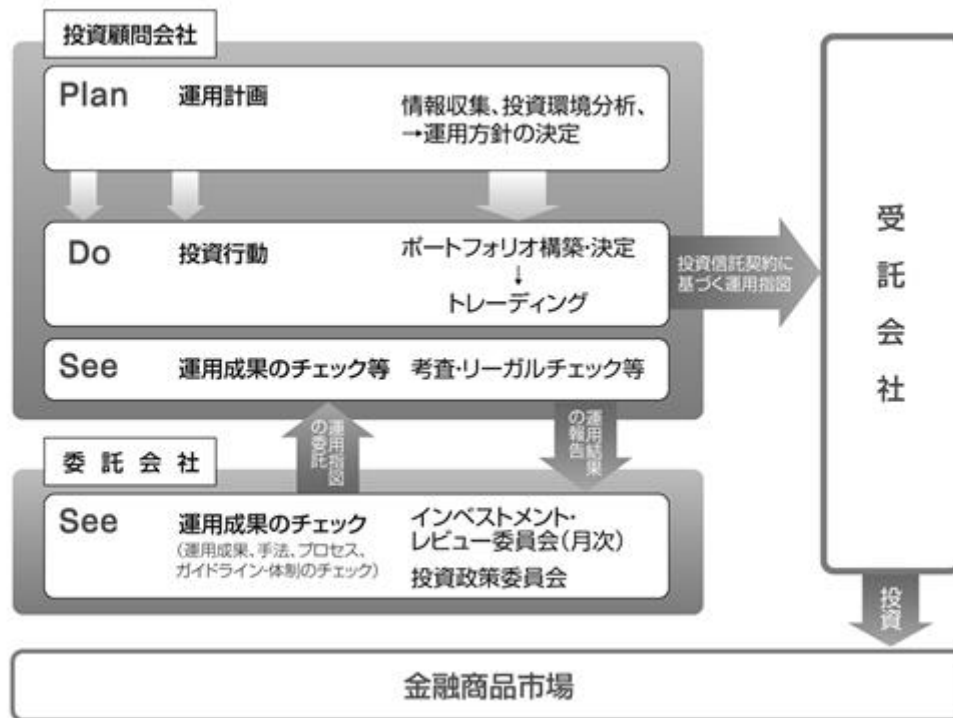 投資顧問会社
Plan 運用計画 情報収集、投資環境分析、
→運用方針の決定
Do 投資行動 ポートフォリオ構築・決定
↓
トレーディング
See 運用成果のチェック等 考査・リーガルチェック等
投資信託契約に
基づく運用指図
受託会社
運用指図
の委託
運用結果
の報告
委託会社
See 運用成果のチェック インベストメント・
(運用成果、手法、プロセス、 レビュー委員会(月次)
ガイドライン・体制のチェック)
投資政策委員会
投資
金融商品市場